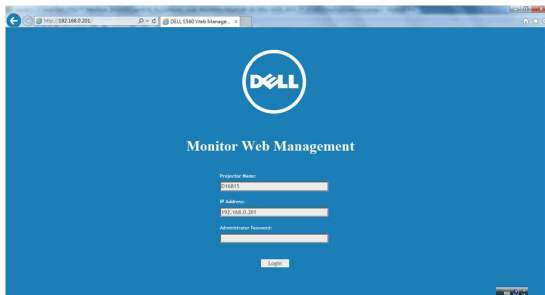 http://192.168.0.201/
DELL S560 Web Manage...
DELL
Monitor Web Management
Projector Name:
D16815
IP Address:
192.168.0.201
Administrator Password:
Login